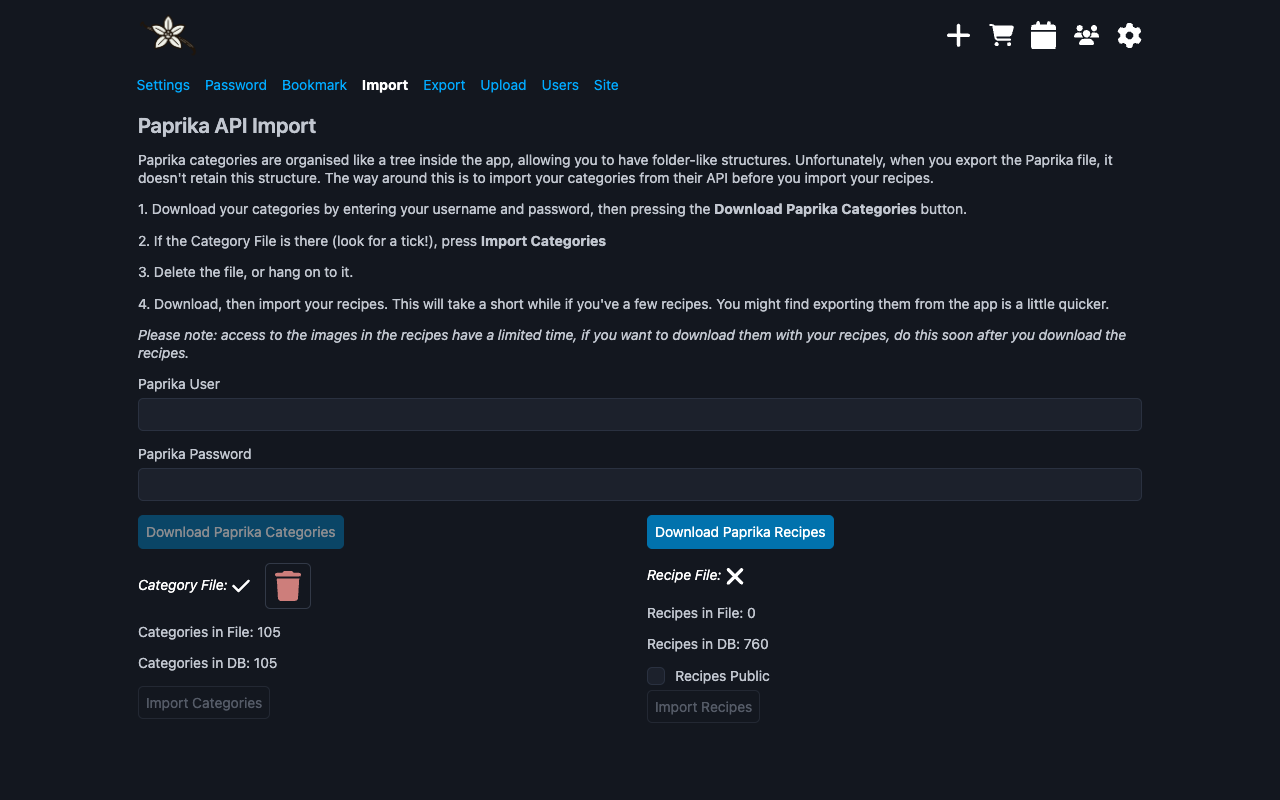 Settings Password Bookmark Import Export Upload Users Site
Paprika API Import
Paprika categories are organised like a tree inside the app, allowing you to have folder-like structures. Unfortunately, when you export the Paprika file, it
doesn't retain this structure. The way around this is to import your categories from their API before you import your recipes.
1. Download your categories by entering your username and password, then pressing the Download Paprika Categories button.
2. If the Category File is there (look for a tick!), press Import Categories
3. Delete the file, or hang on to it.
4. Download, then import your recipes. This will take a short while if you've a few recipes. You might find exporting them from the app is a little quicker.
Please note: access to the images in the recipes have a limited time, if you want to download them with your recipes, do this soon after you download the
recipes.
Paprika User
Paprika Password
Download Paprika Categories
Category File:
Categories in File: 105
Categories in DB: 105
Import Categories
Download Paprika Recipes
Recipe File:
Recipes in File: 0
Recipes in DB: 760
Recipes Public
Import Recipes